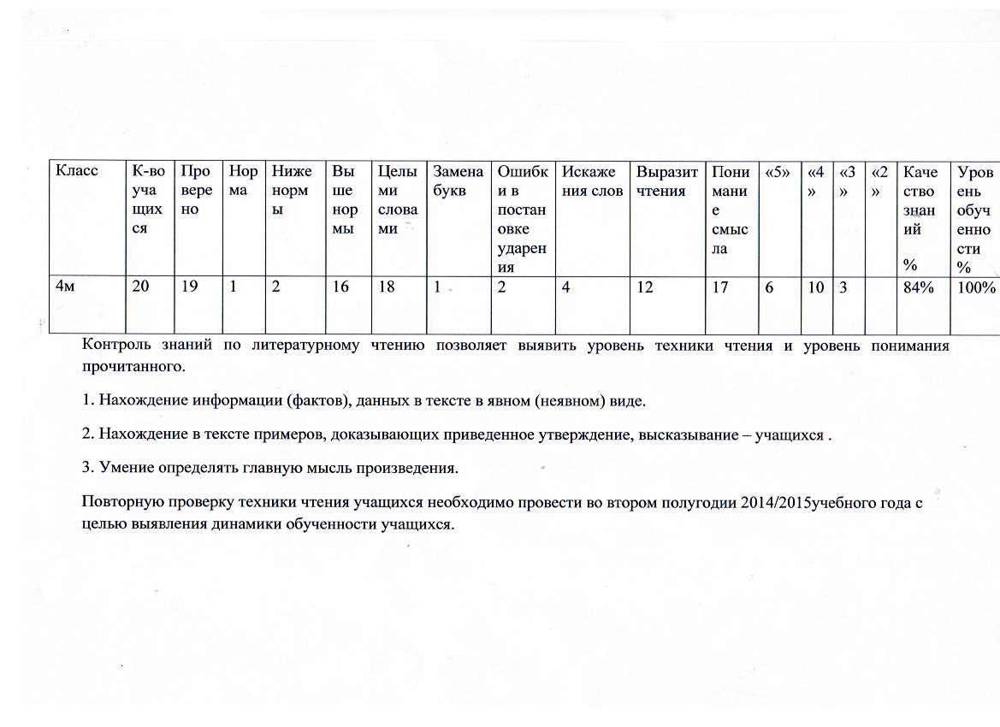 Класс К-во учащихся Проверено Норма Ниже нормы Выше нормы Целыми словами Замена букв Ошибки в постановке ударения Искажения слов Выразит чтения Понимание смысла «5» «4» «3» «2» Качество знаний % Уровень обученности %
4м 20 19 1 2 16 18 1 2 4 12 17 6 10 3 84% 100%
Контроль знаний по литературному чтению позволяет выявить уровень техники чтения и уровень понимания
прочитанного.
1. Нахождение информации (фактов), данных в тексте в явном (неявном) виде.
2. Нахождение в тексте примеров, доказывающих приведенное утверждение, высказывание – учащихся .
3. Умение определять главную мысль произведения.
Повторную проверку техники чтения учащихся необходимо провести во втором полугодии 2014/2015учебного года с
целью выявления динамики обученности учащихся.